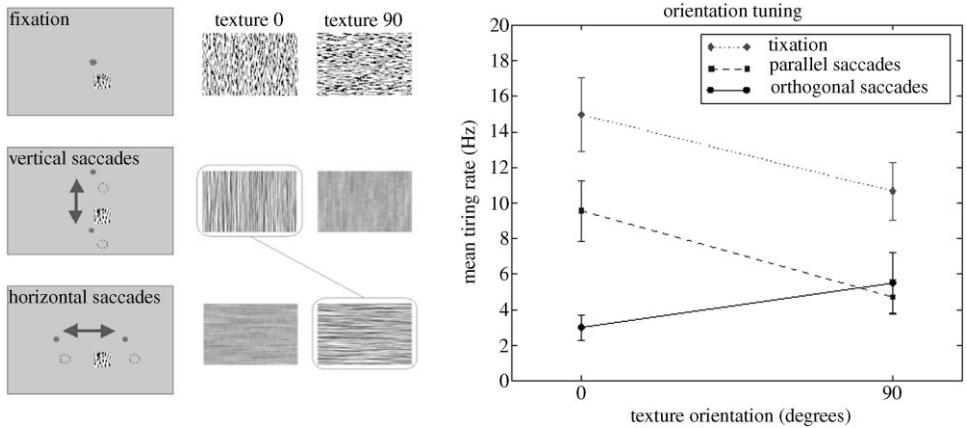 fixation
texture 0 texture 90
vertical saccades
horizontal saccades
orientation tuning
20
18
16
14
12
10
8
6
4
2
0
mean tiring rate (Hz)
tixation
parallel saccades
orthogonal saccades
0 90
texture orientation (degrees)